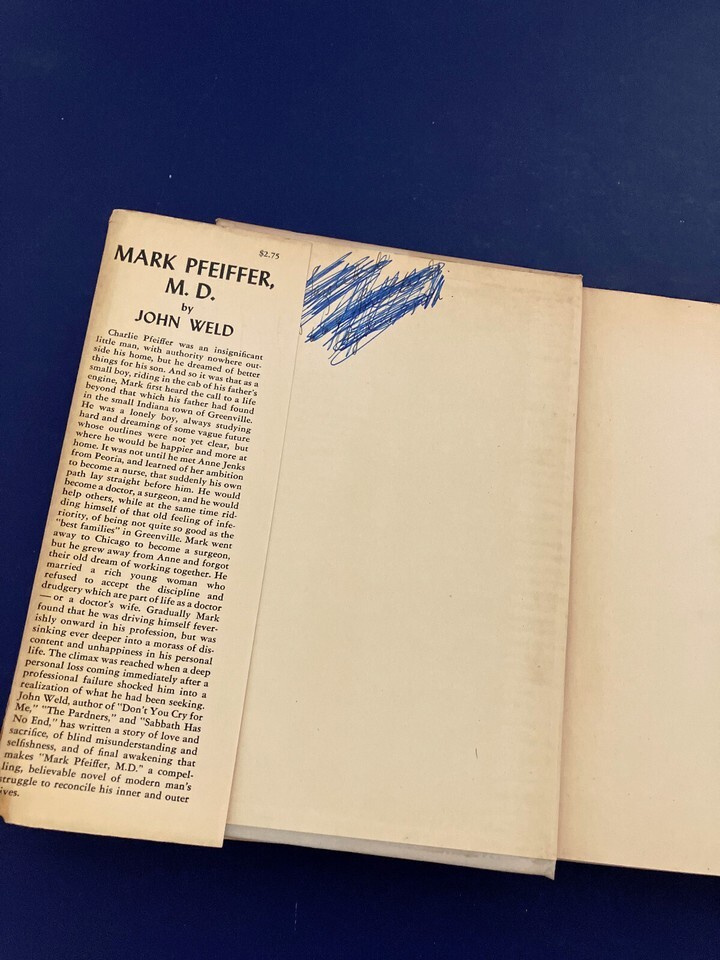 $2.75
MARK PFEIFFER,
M. D.
by
JOHN WELD
Charlie Pfeiffer was an insignificant
little man, with authority nowhere out-
side his home, but he dreamed of better
things for his son. And so it was that as a
small boy, riding in the cab of his father's
engine, Mark first heard the call to a life
beyond that which his father had found
in the small Indiana town of Greenville.
He was a lonely boy, always studying
hard and dreaming of some vague future
whose outlines were not yet clear, but
where he would be happier and more at
home. It was not until he met Anne Jenks
from Peoria, and learned of her ambition
to become a nurse, that suddenly his own
path lay straight before him. He would
become a doctor, a surgeon, and he would
help others, while at the same time rid-
ding himself of that old feeling of infe-
riority, of being not quite so good as the
"best families" in Greenville. Mark went
away to Chicago to become a surgeon,
but he grew away from Anne and forgot
their old dream of working together. He
married a rich young woman who
refused to accept the discipline and
drudgery which are part of life as a doctor
— or a doctor's wife. Gradually Mark
found that he was driving himself fever-
ishly onward in his profession, but was
sinking ever deeper into a morass of dis-
content and unhappiness in his personal
life. The climax was reached when a deep
personal loss coming immediately after a
professional failure shocked him into a
realization of what he had been seeking.
John Weld, author of "Don't You Cry for
Me," "The Pardners," and "Sabbath Has
No End," has written a story of love and
sacrifice, of blind misunderstanding and
selfishness, and of final awakening that
makes "Mark Pfeiffer, M.D." a compel-
ling, believable novel of modern man's
struggle to reconcile his inner and outer
ives.